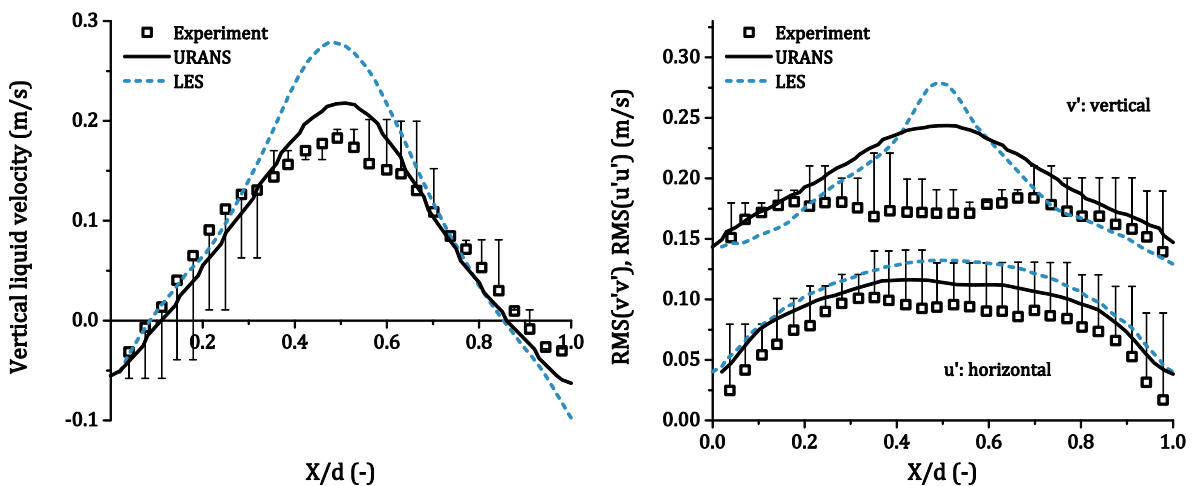 Vertical liquid velocity (m/s)
0.3
0.2
0.1
0.0
-0.1
Experiment
URANS
LES
0.2
0.4
0.6
0.8
1.0
X/d (-)
RMS(v'v'), RMS(u'u') (m/s)
0.30
0.25
0.20
0.15
0.10
0.05
0.00
Experiment
URANS
LES
v': vertical
u': horizontal
0.0
0.2
0.4
0.6
0.8
1.0
X/d (-)